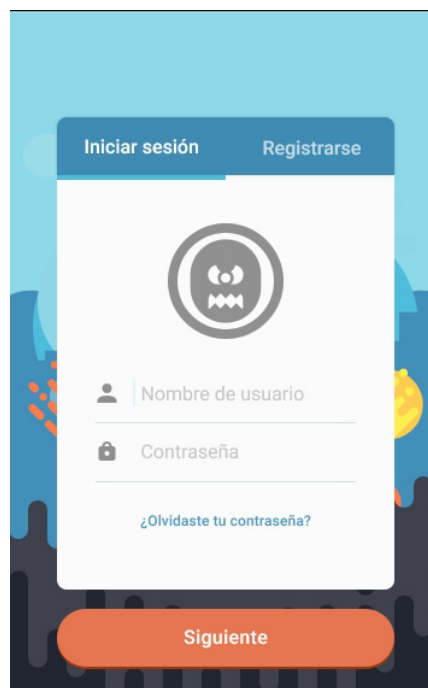 Iniciar sesión
Registrarse
Nombre de usuario
Contraseña
¿Olvidaste tu contraseña?
Siguiente